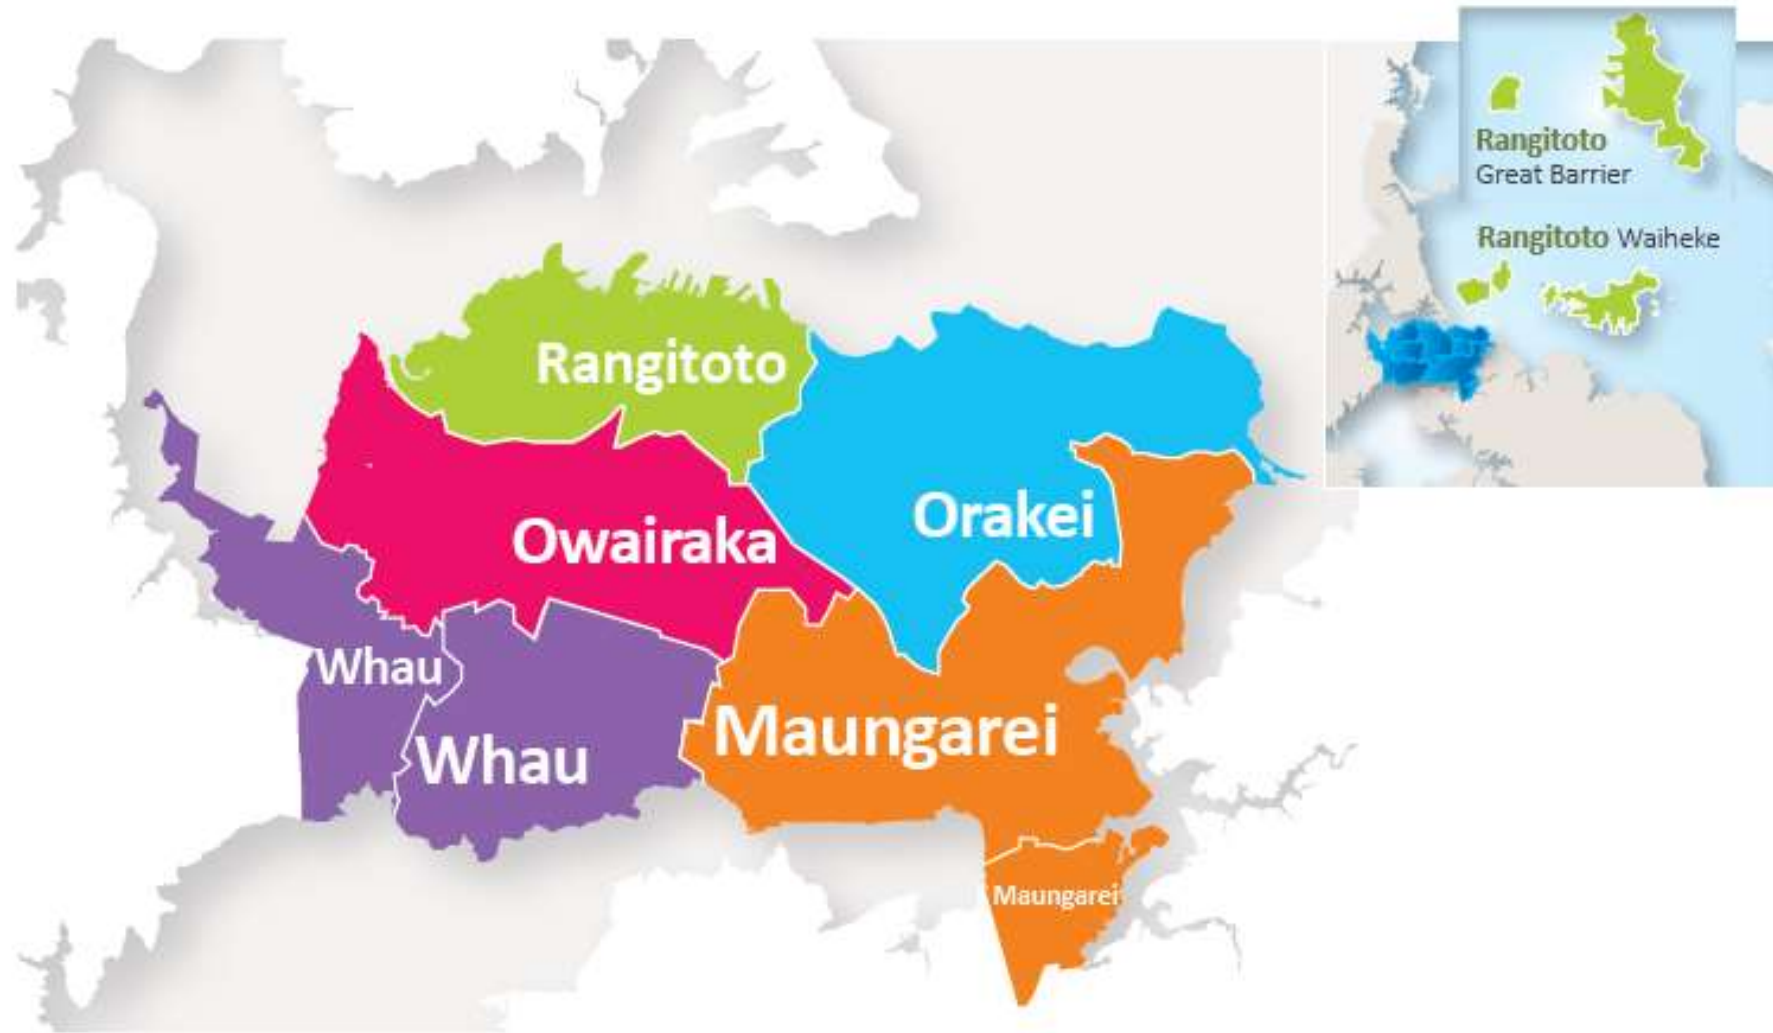 Rangitoto
Great Barrier
Rangitoto Waiheke
Rangitoto
Orakei
Owairaka
Whau
Maungarei
Whau
Maungarei